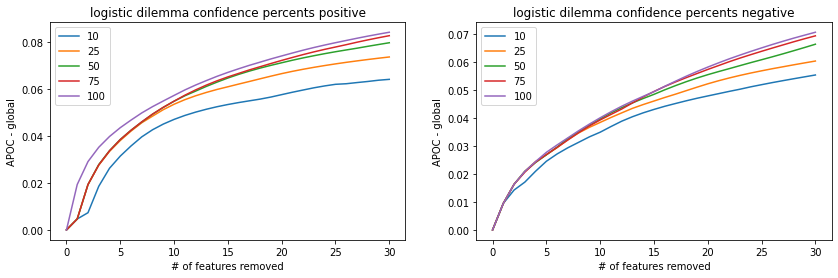 logistic dilemma confidence percents positive
APOC - global
0.08
0.06
0.04
0.02
0.00
10
25
50
75
100
0 5 10 15 20 25 30
# of features removed
logistic dilemma confidence percents negative
APOC - global
0.07
0.06
0.05
0.04
0.03
0.02
0.01
0.00
10
25
50
75
100
0 5 10 15 20 25 30
# of features removed